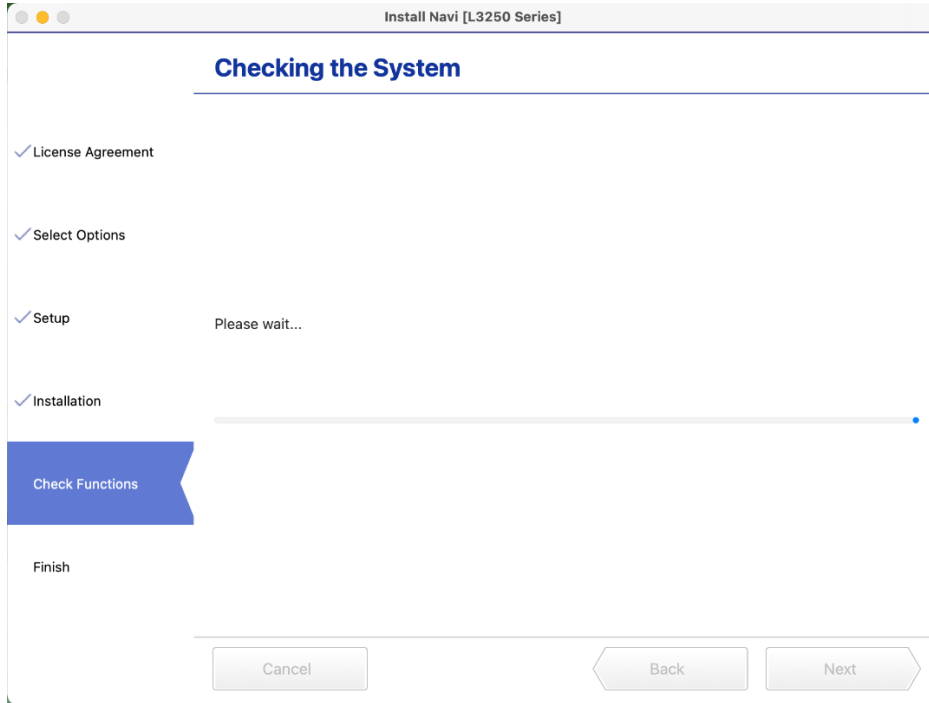 Install Navi [L3250 Series]
Checking the System
License Agreement
Select Options
Setup
Please wait...
Installation
Check Functions
Finish
Cancel
Back
Next